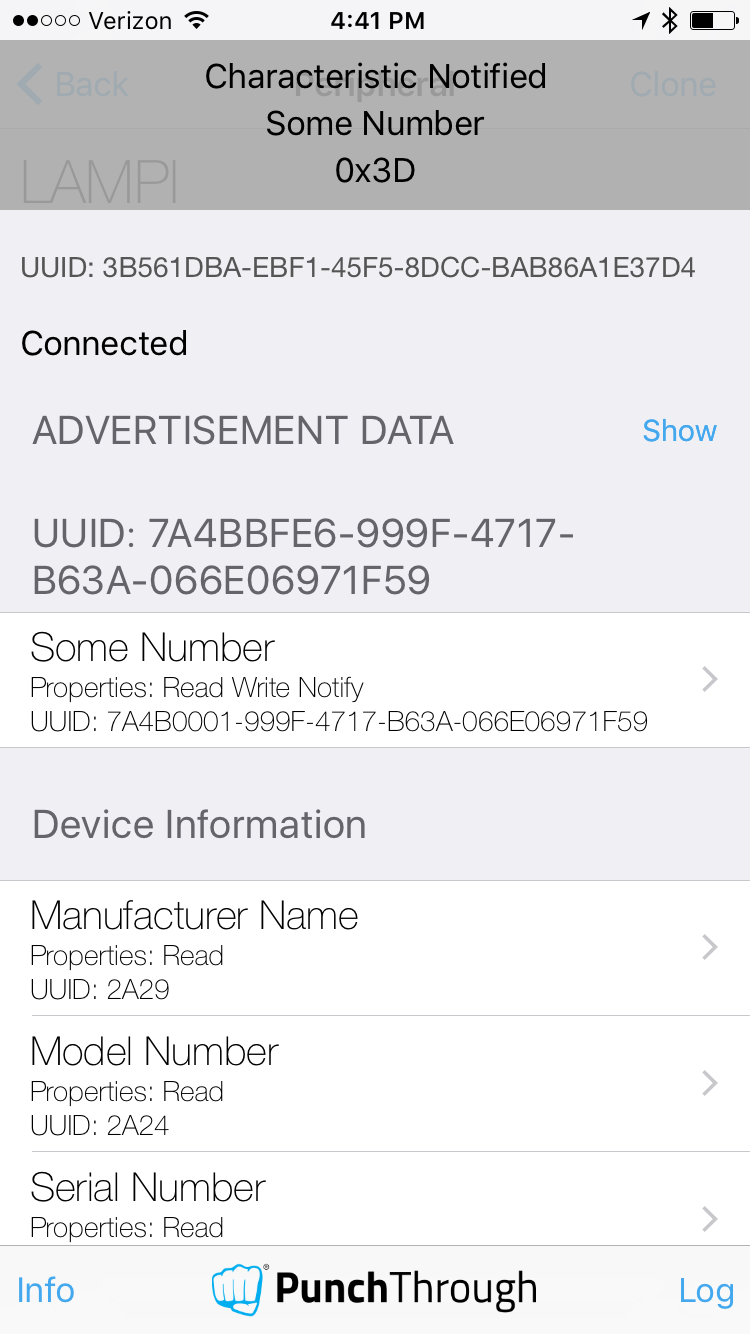 Verizon 4:41 PM
Back Peripheral Clone
Characteristic Notified
Some Number
0x3D
LAMPI
UUID: 3B561DBA-EBF1-45F5-8DCC-BAB86A1E37D4
Connected
ADVERTISEMENT DATA Show
UUID: 7A4BBFE6-999F-4717-
B63A-066E06971F59
Some Number
Properties: Read Write Notify
UUID: 7A4B0001-999F-4717-B63A-066E06971F59
Device Information
Manufacturer Name
Properties: Read
UUID: 2A29
Model Number
Properties: Read
UUID: 2A24
Serial Number
Properties: Read
Info PunchThrough Log